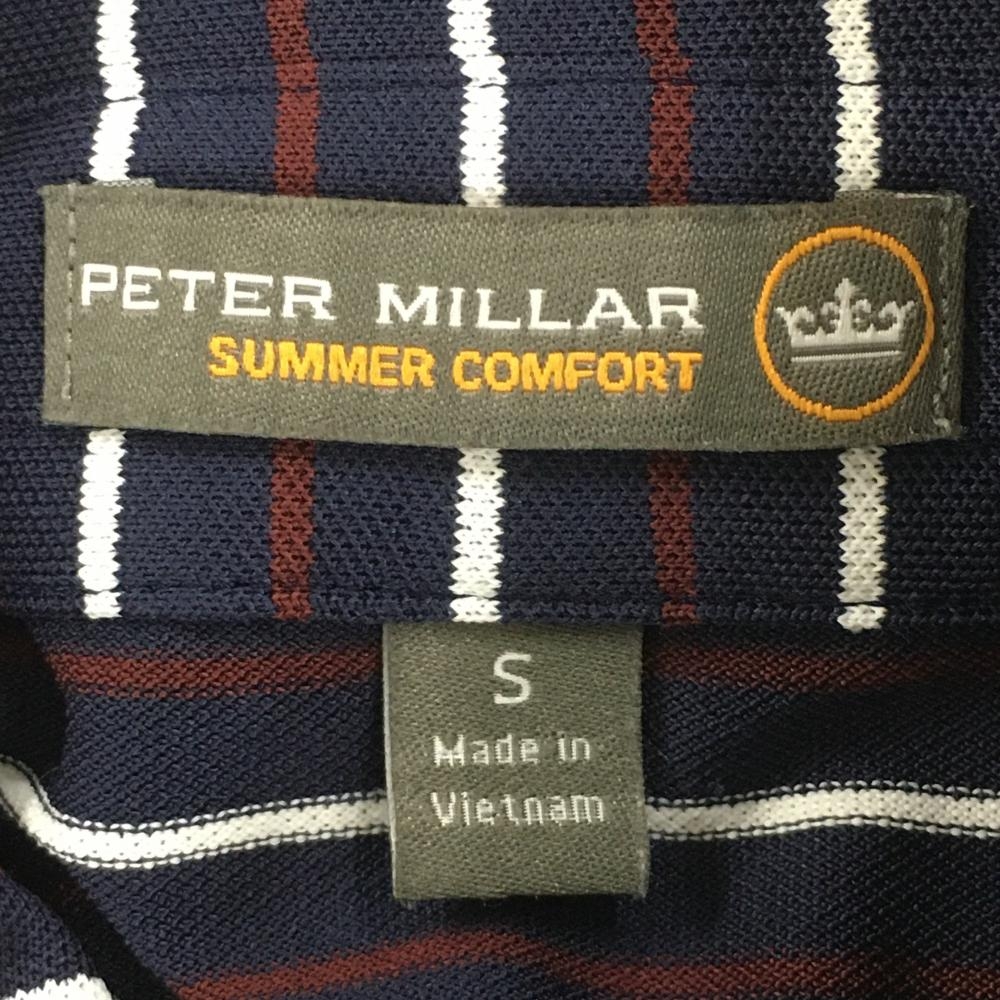 PETER MILLAR
SUMMER COMFORT
S
Made in
Vietnam